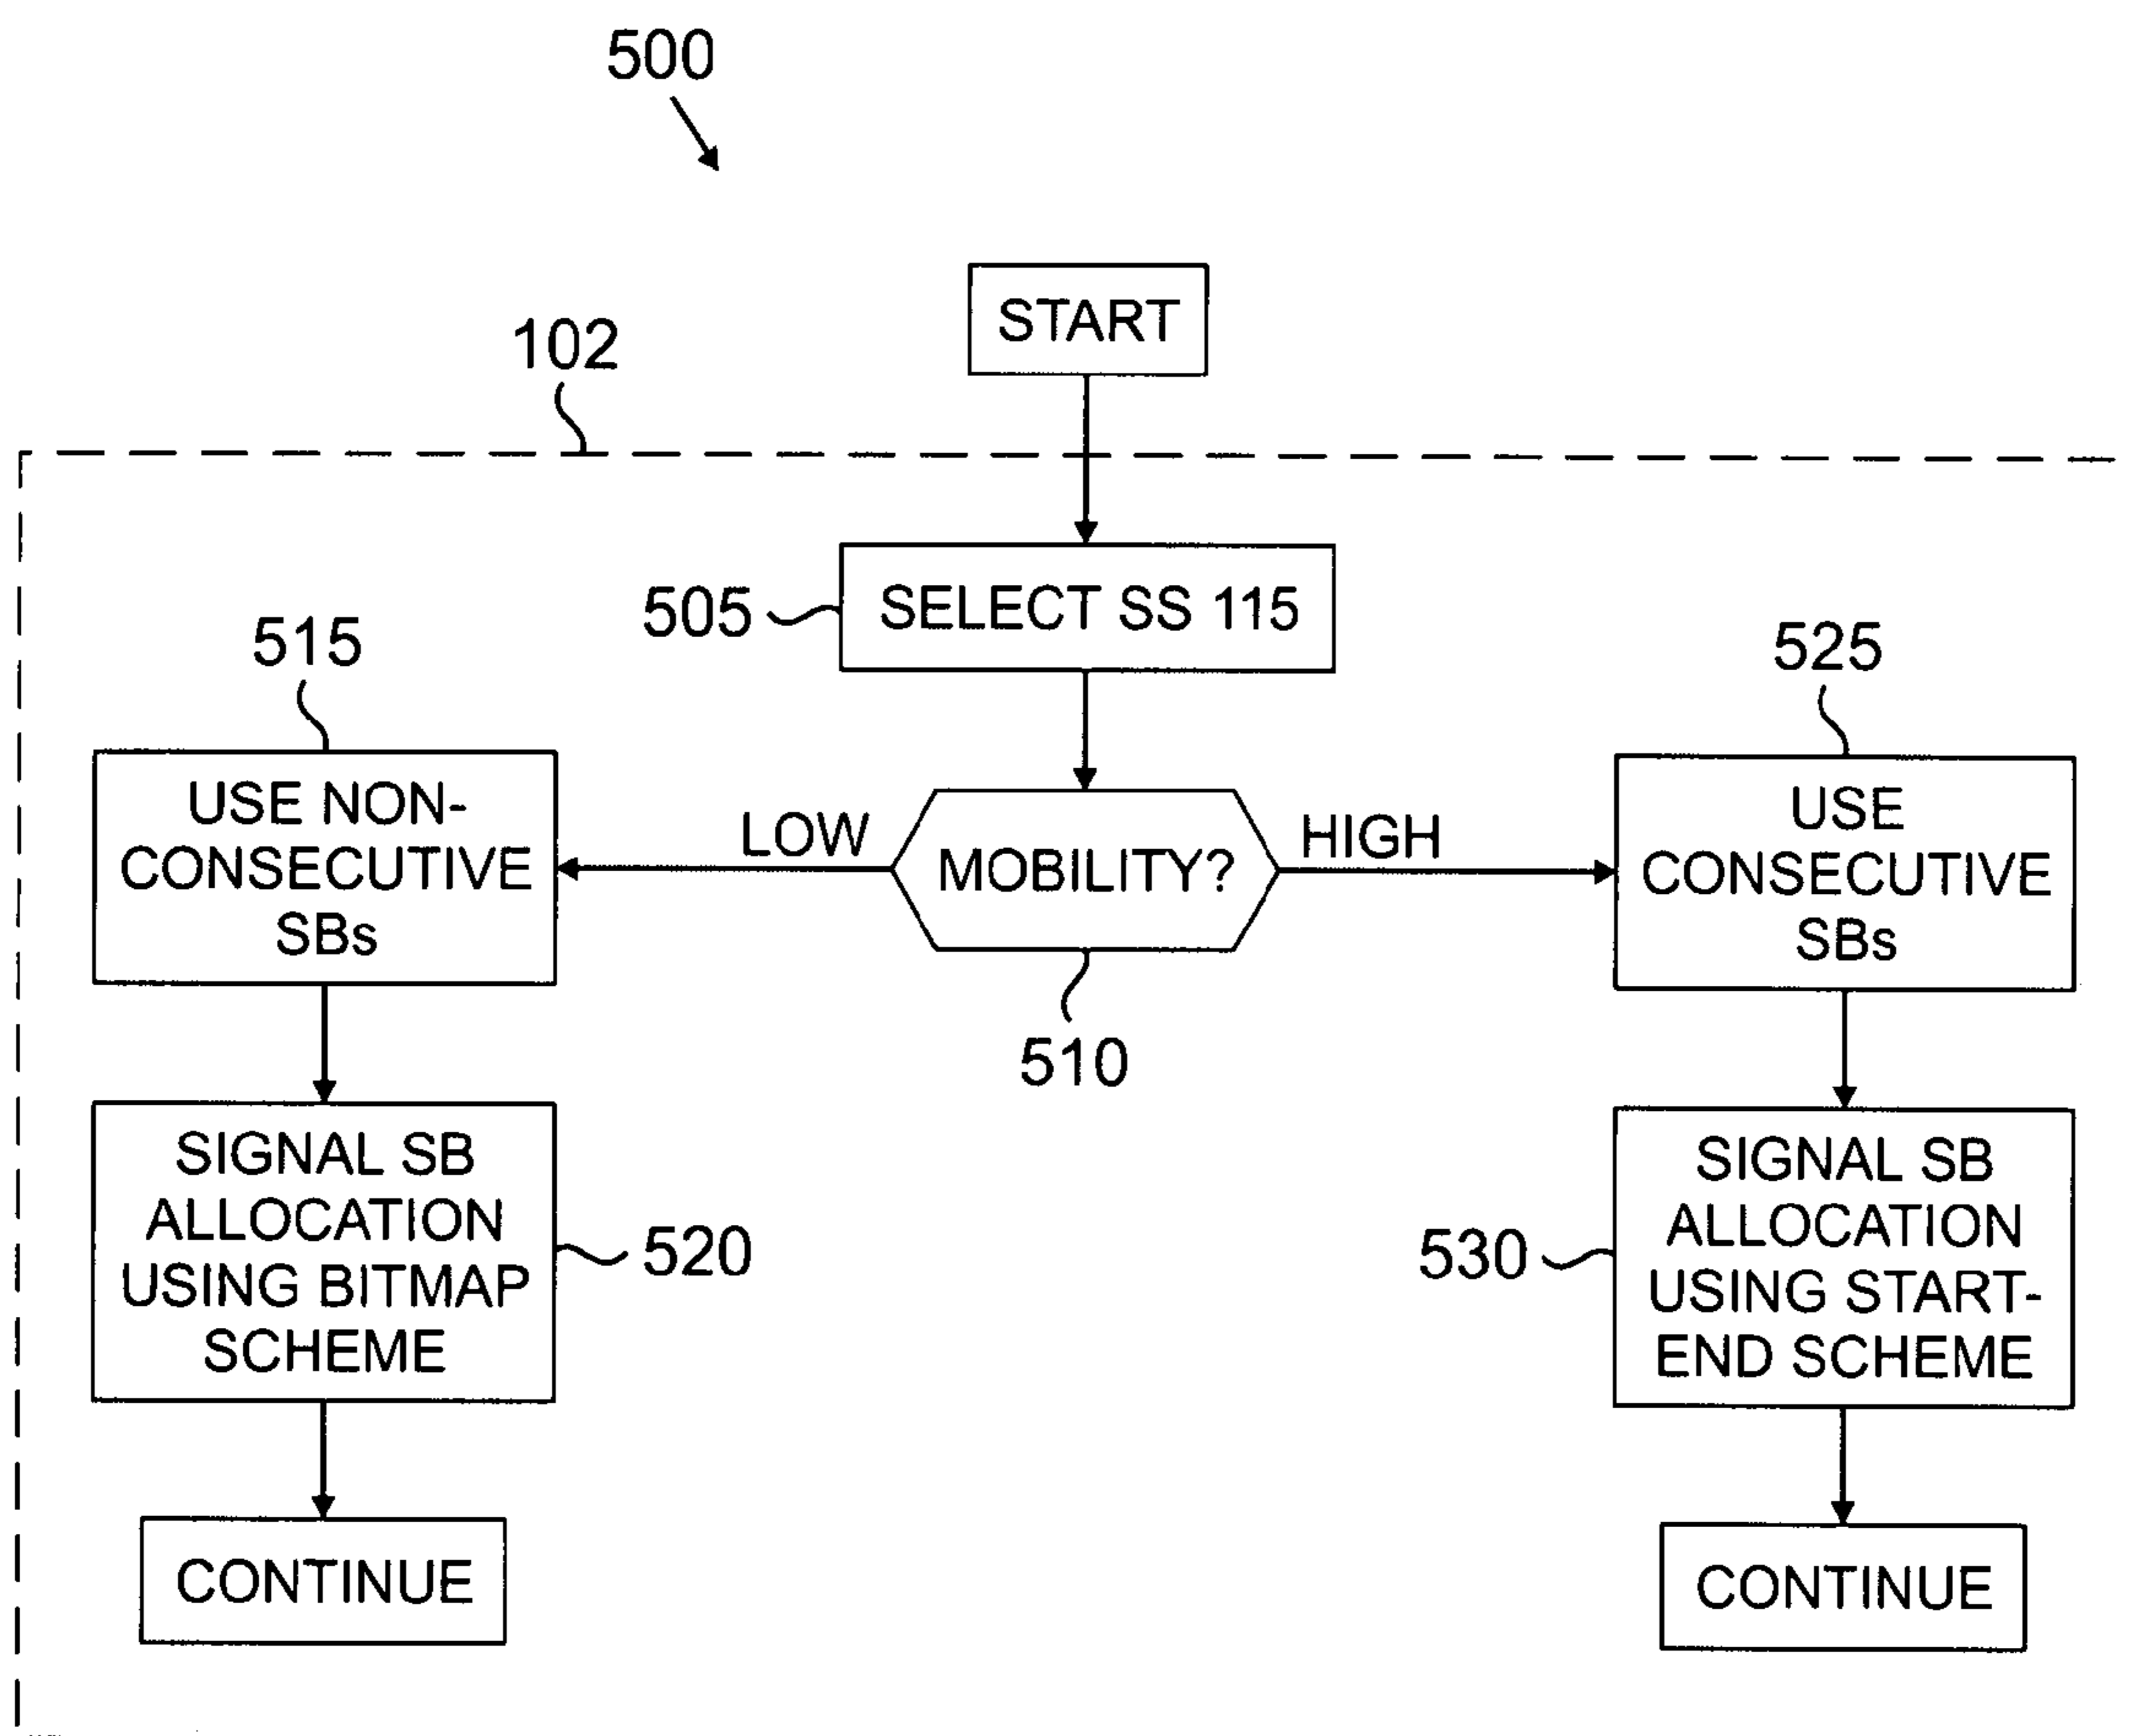 500
START
102
505
SELECT SS 115
515
525
USE NON-
CONSECUTIVE
SBs
LOW
MOBILITY?
HIGH
USE
CONSECUTIVE
SBs
510
SIGNAL SB
ALLOCATION
USING BITMAP
SCHEME
520
530
SIGNAL SB
ALLOCATION
USING START-
END SCHEME
CONTINUE
CONTINUE